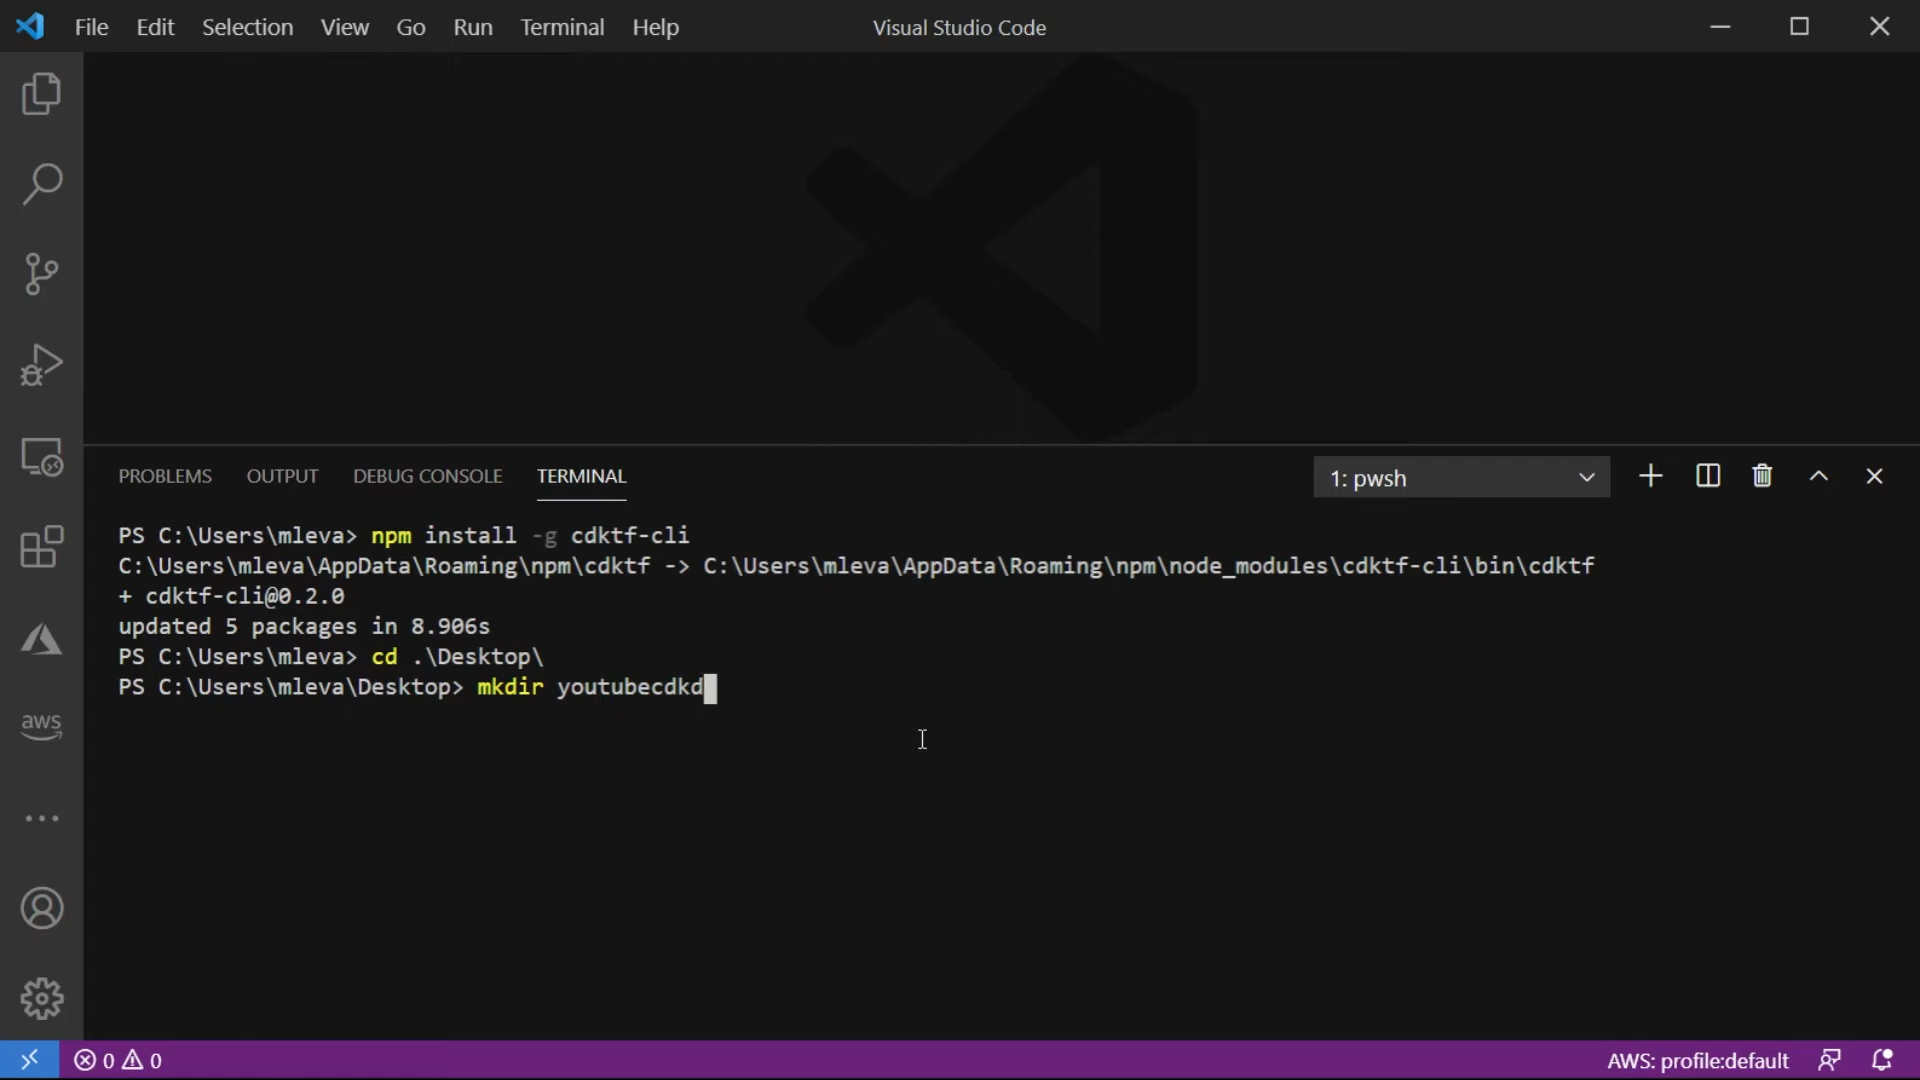 File Edit Selection View Go Run Terminal Help Visual Studio Code
PROBLEMS OUTPUT DEBUG CONSOLE TERMINAL 1: pwsh
PS C:\Users\mleva> npm install -g cdktf-cli
C:\Users\mleva\AppData\Roaming\npm\cdktf -> C:\Users\mleva\AppData\Roaming\npm\node_modules\cdktf-cli\bin\cdktf
+ cdktf-cli@0.2.0
updated 5 packages in 8.906s
PS C:\Users\mleva> cd .\Desktop\
PS C:\Users\mleva\Desktop> mkdir youtubecdkd
aws
0 0 AWS: profile:default